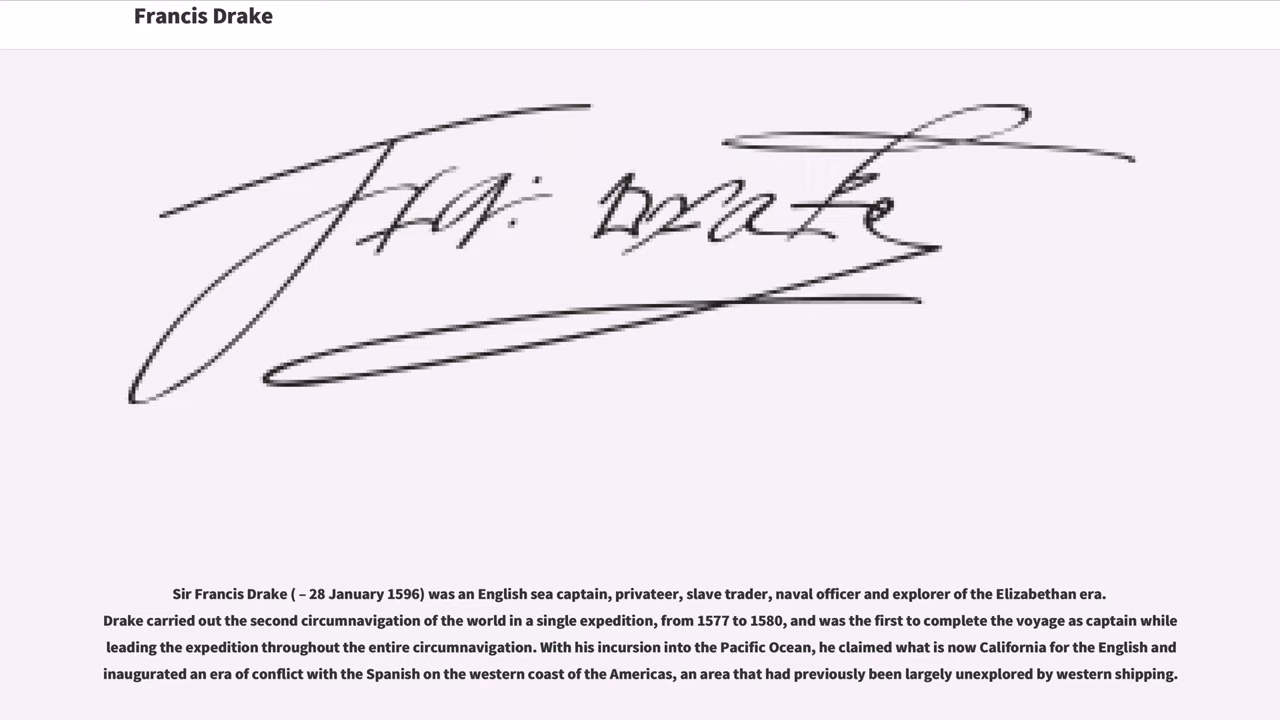 Francis Drake
Fra: Drake
Sir Francis Drake ( – 28 January 1596) was an English sea captain, privateer, slave trader, naval officer and explorer of the Elizabethan era.
Drake carried out the second circumnavigation of the world in a single expedition, from 1577 to 1580, and was the first to complete the voyage as captain while
leading the expedition throughout the entire circumnavigation. With his incursion into the Pacific Ocean, he claimed what is now California for the English and
inaugurated an era of conflict with the Spanish on the western coast of the Americas, an area that had previously been largely unexplored by western shipping.